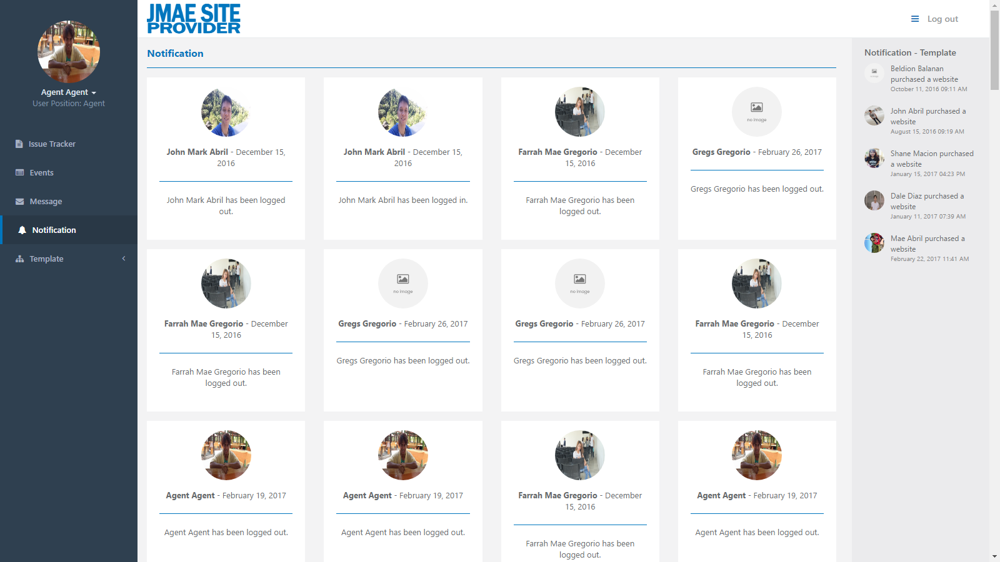 JMAE SITE
PROVIDER
Log out
Agent Agent
User Position: Agent
Issue Tracker
Events
Message
Notification
Template
Notification
John Mark Abril - December 15,
2016
John Mark Abril has been logged
out.
John Mark Abril - December 15,
2016
John Mark Abril has been logged in.
Farrah Mae Gregorio - December
15, 2016
Farrah Mae Gregorio has been
logged out.
no image
Gregs Gregorio - February 26, 2017
Gregs Gregorio has been logged out.
Farrah Mae Gregorio - December
15, 2016
Farrah Mae Gregorio has been
logged out.
no image
Gregs Gregorio - February 26, 2017
Gregs Gregorio has been logged out.
no image
Gregs Gregorio - February 26, 2017
Gregs Gregorio has been logged out.
Farrah Mae Gregorio - December
15, 2016
Farrah Mae Gregorio has been
logged out.
Agent Agent - February 19, 2017
Agent Agent has been logged out.
Agent Agent - February 19, 2017
Agent Agent has been logged out.
Farrah Mae Gregorio - December
15, 2016
Farrah Mae Gregorio has been
logged out.
Agent Agent - February 19, 2017
Agent Agent has been logged out.
Notification - Template
Beldion Balanan
purchased a website
October 11, 2016 09:11 AM
John Abril purchased a
website
August 15, 2016 09:19 AM
Shane Macion purchased
a website
January 15, 2017 04:23 PM
Dale Diaz purchased a
website
January 11, 2017 07:39 AM
Mae Abril purchased a
website
February 22, 2017 11:41 AM